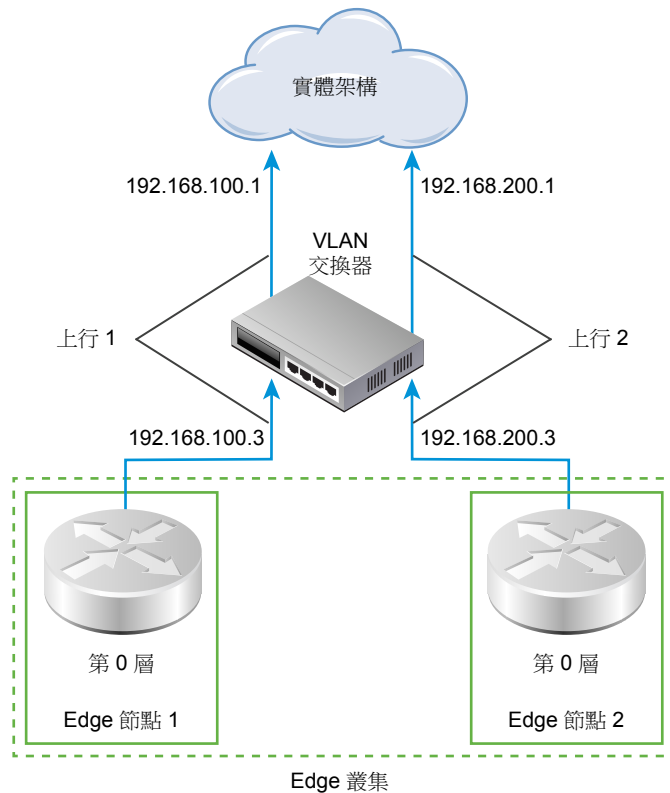 實體架構
192.168.100.1
192.168.200.1
VLAN
交換器
上行 1
上行 2
192.168.100.3
192.168.200.3
第 0 層
第 0 層
Edge 節點 1
Edge 節點 2
Edge 叢集